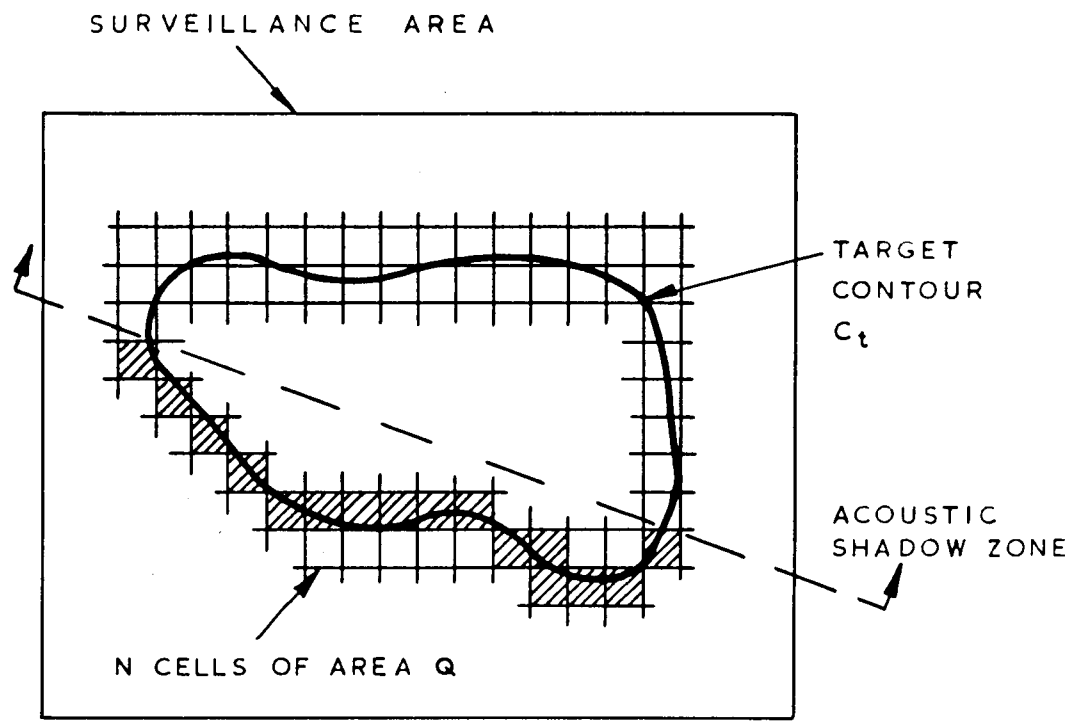 SURVEILLANCE AREA
TARGET
CONTOUR
Ct
ACOUSTIC
SHADOW ZONE
N CELLS OF AREA Q